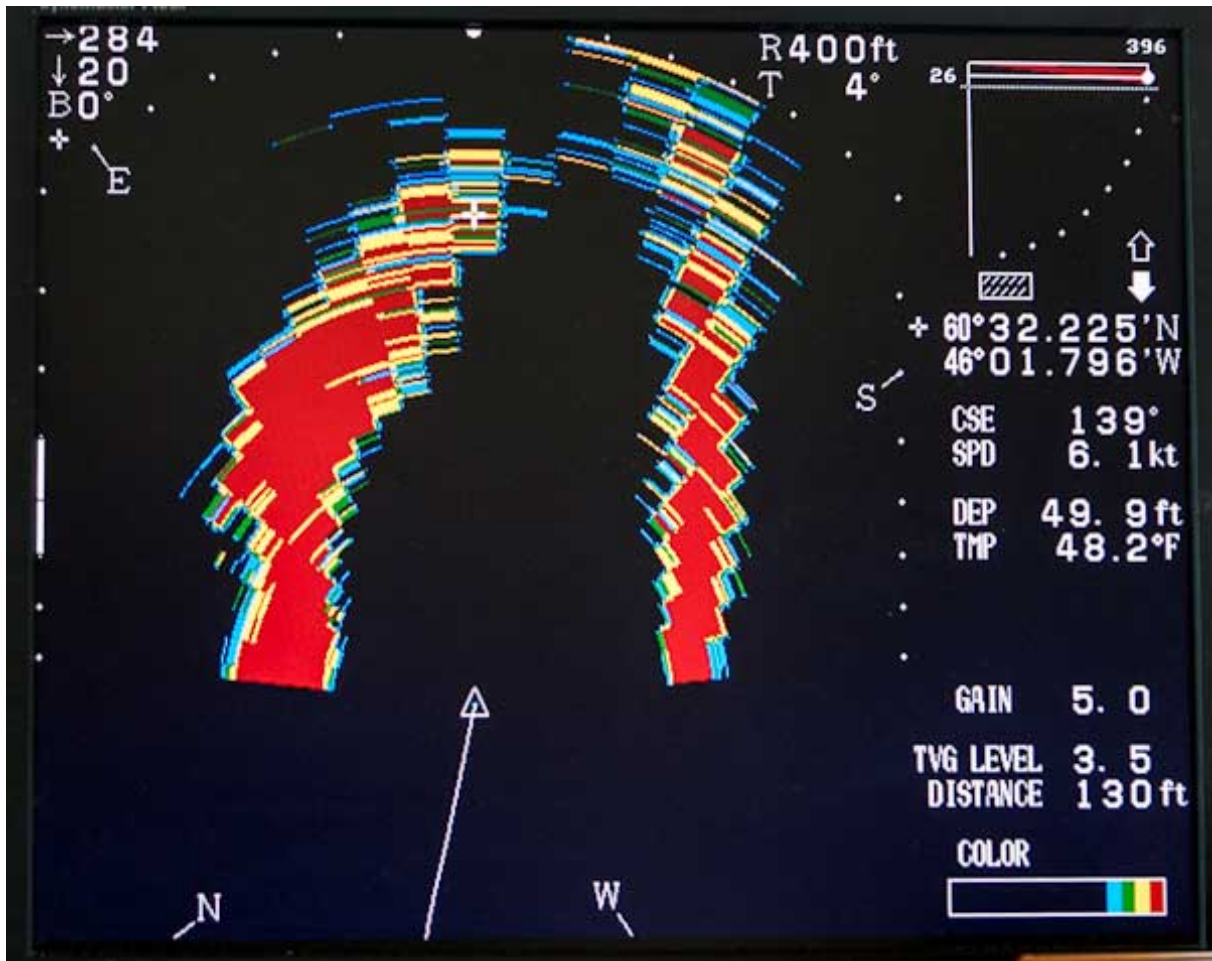 →284
↓20
B0°
E
R400ft
T 4°
396
26
60°32.225'N
46°01.796'W
S
CSE 139°
SPD 6.1kt
DEP 49.9ft
TMP 48.2°F
GAIN 5.0
TVG LEVEL 3.5
DISTANCE 130ft
COLOR
N
W